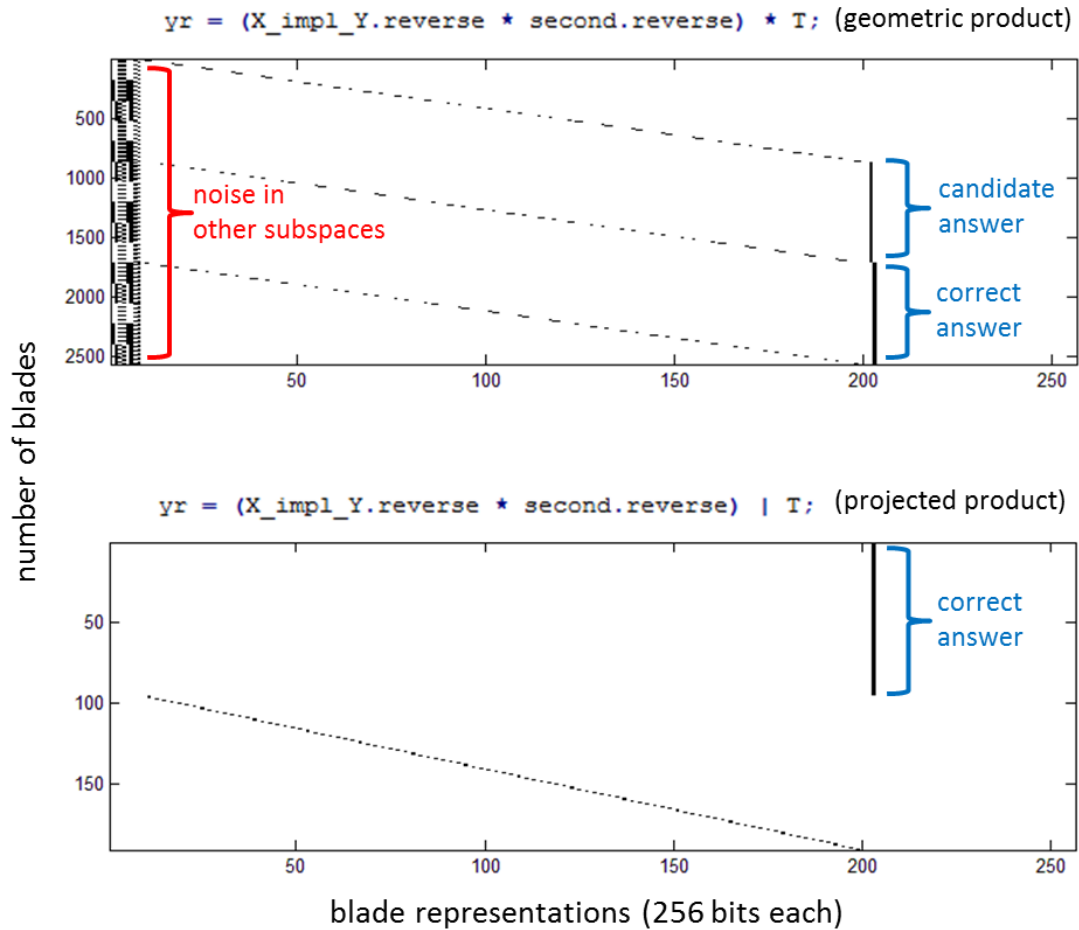 yr = (X_impl_Y.reverse * second.reverse) * T; (geometric product)
500
1000
1500
2000
2500
noise in
other subspaces
candidate
answer
correct
answer
50
100
150
200
250
number of blades
yr = (X_impl_Y.reverse * second.reverse) | T; (projected product)
50
100
150
correct
answer
50
100
150
200
250
blade representations (256 bits each)